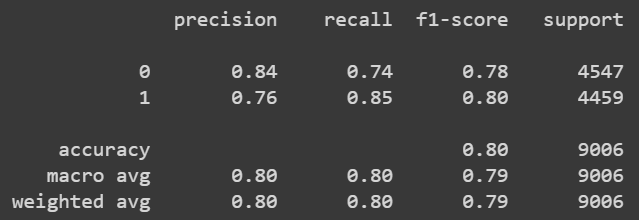 precision recall f1-score support
0 0.84 0.74 0.78 4547
1 0.76 0.85 0.80 4459
accuracy 0.80 9006
macro avg 0.80 0.80 0.79 9006
weighted avg 0.80 0.80 0.79 9006